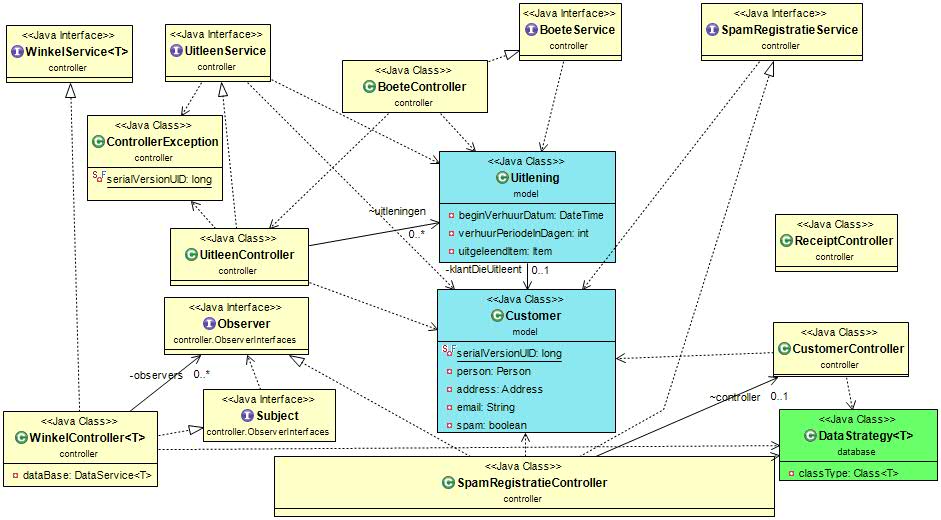 <<Java Interface>>
WinkelService<T>
controller
<<Java Interface>>
UitleenService
controller
<<Java Interface>>
BoeteService
controller
<<Java Interface>>
SpamRegistratieService
controller
<<Java Class>>
BoeteController
controller
<<Java Class>>
ControllerException
controller
serialVersionUID: long
<<Java Class>>
Uitlening
model
beginVerhuurDatum: DateTime
verhuurPeriodeInDagen: int
uitgeleendItem: Item
~uitleningen
0..*
<<Java Class>>
UitleenController
controller
<<Java Class>>
ReceiptController
controller
-klantDieUitleent
0..1
<<Java Interface>>
Observer
controller.ObserverInterfaces
<<Java Class>>
Customer
model
serialVersionUID: long
person: Person
address: Address
email: String
spam: boolean
<<Java Class>>
CustomerController
controller
-observers
0..*
~controller
0..1
<<Java Interface>>
Subject
controller.ObserverInterfaces
<<Java Class>>
WinkelController<T>
controller
dataBase: DataService<T>
<<Java Class>>
DataStrategy<T>
database
classType: Class<T>
<<Java Class>>
SpamRegistratieController
controller